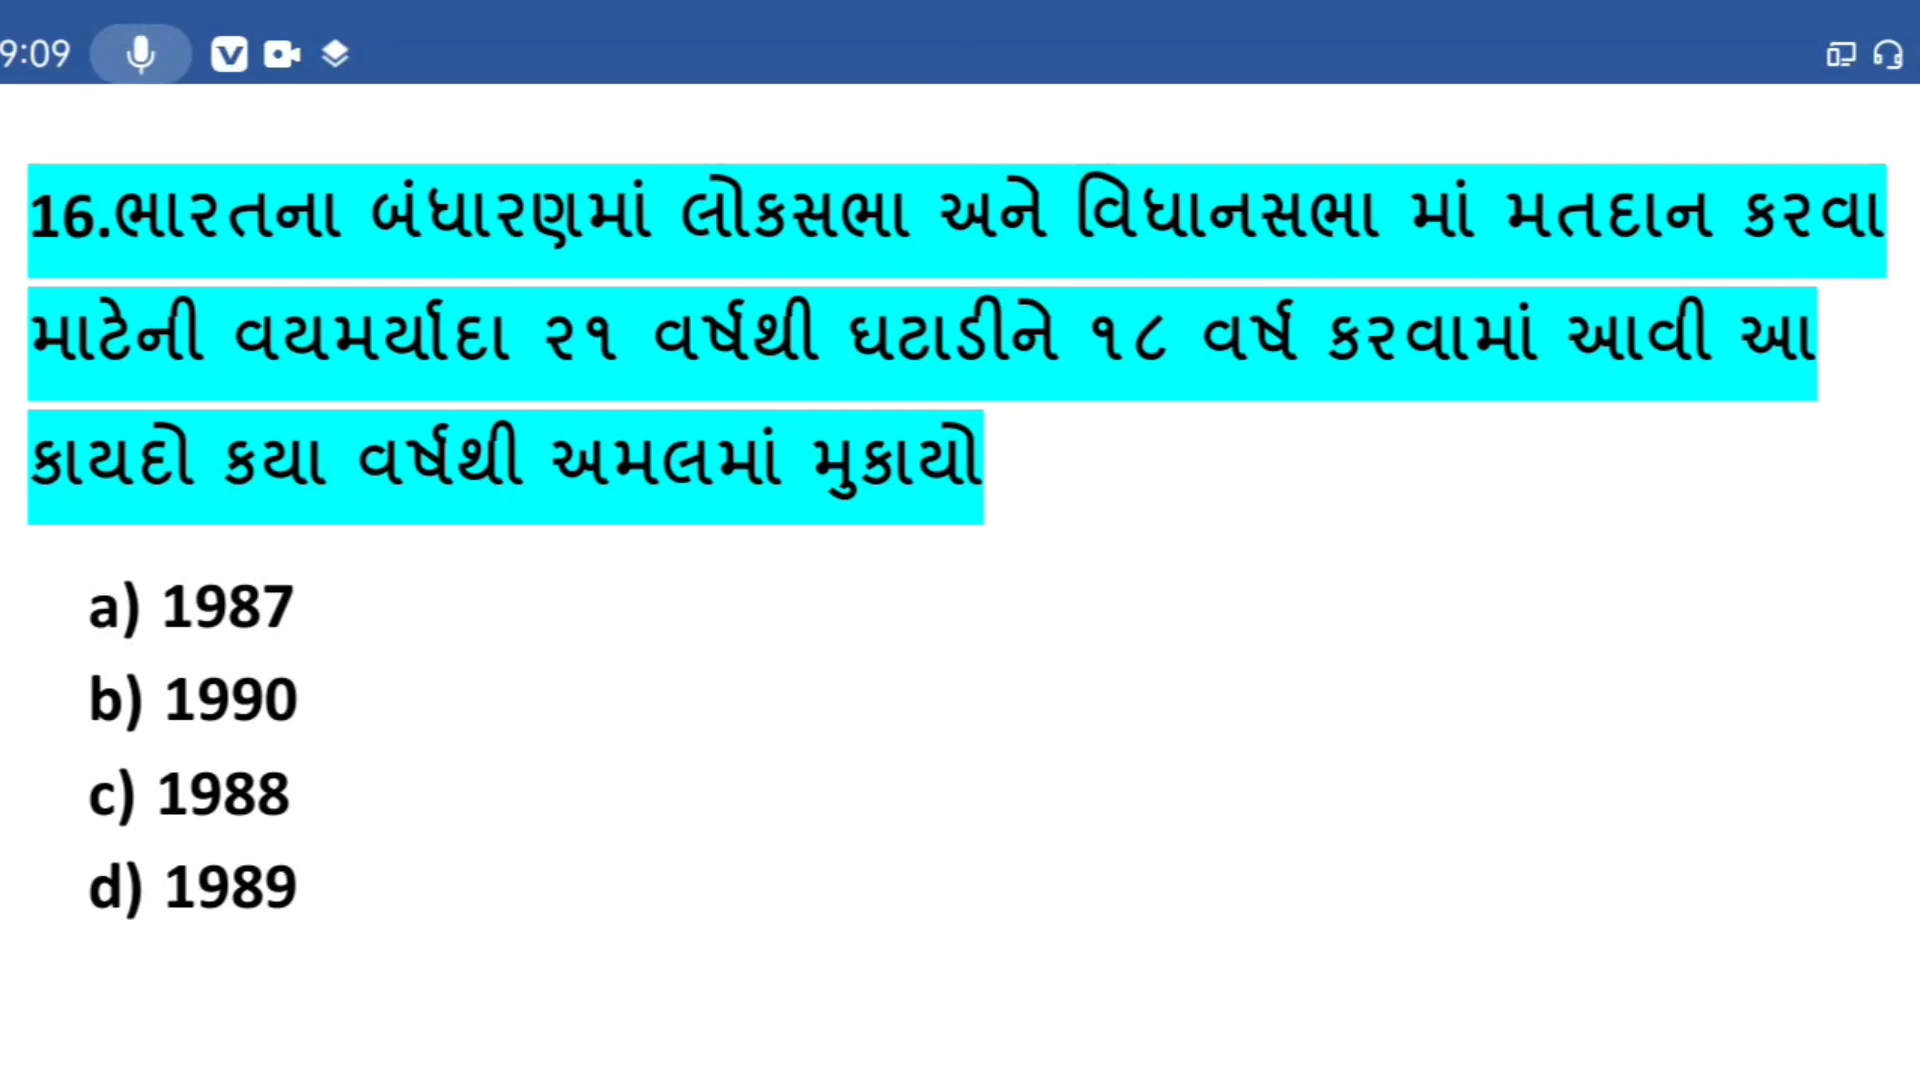 9:09
16.ભારતના બંધારણમાં લોકસભા અને વિધાનસભા માં મતદાન કરવા
માટેની વયમર્યાદા ૨૧ વર્ષથી ઘટાડીને ૧૮ વર્ષ કરવામાં આવી આ
કાયદો કયા વર્ષથી અમલમાં મુકાયો
a) 1987
b) 1990
c) 1988
d) 1989